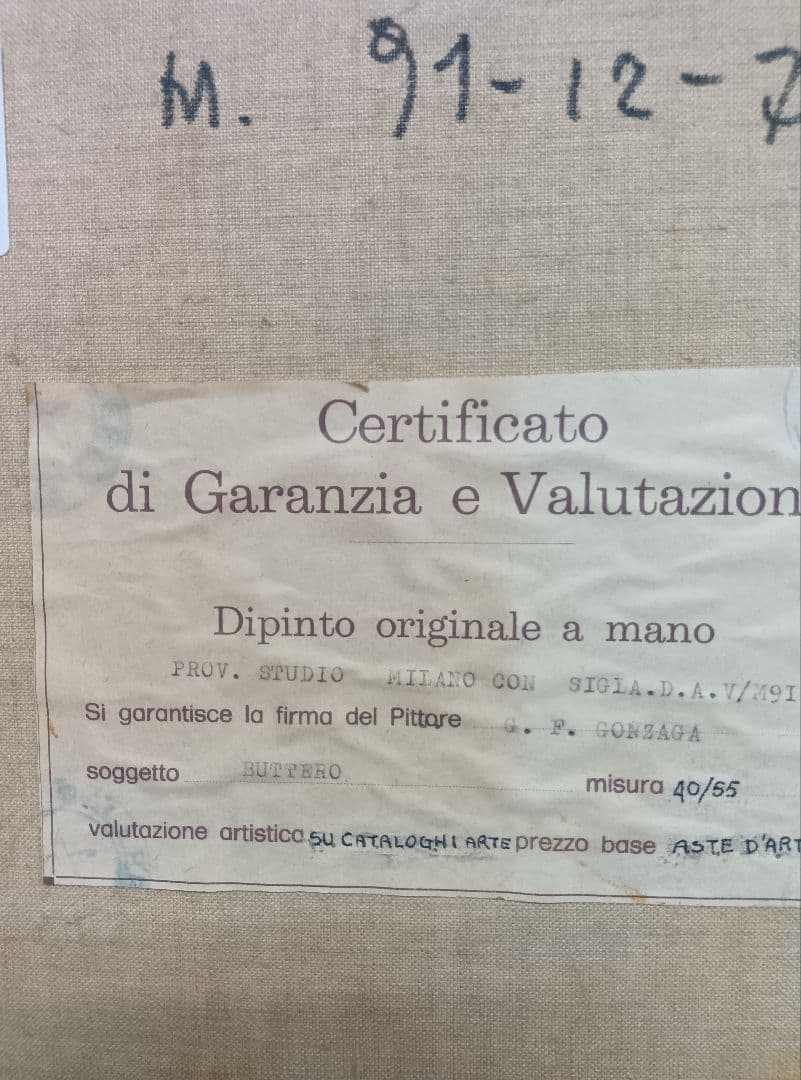 M. 91-12-7
Certificato
di Garanzia e Valutazion
Dipinto originale a mano
PROV. STUDIO MILANO CON SIGLA.D.A.V/M9I
Si garantisce la firma del Pittore G. F. GONZAGA
soggetto BUTTERO misura 40/55
valutazione artistica SU CATALOGHI ARTE prezzo base ASTE D'ART